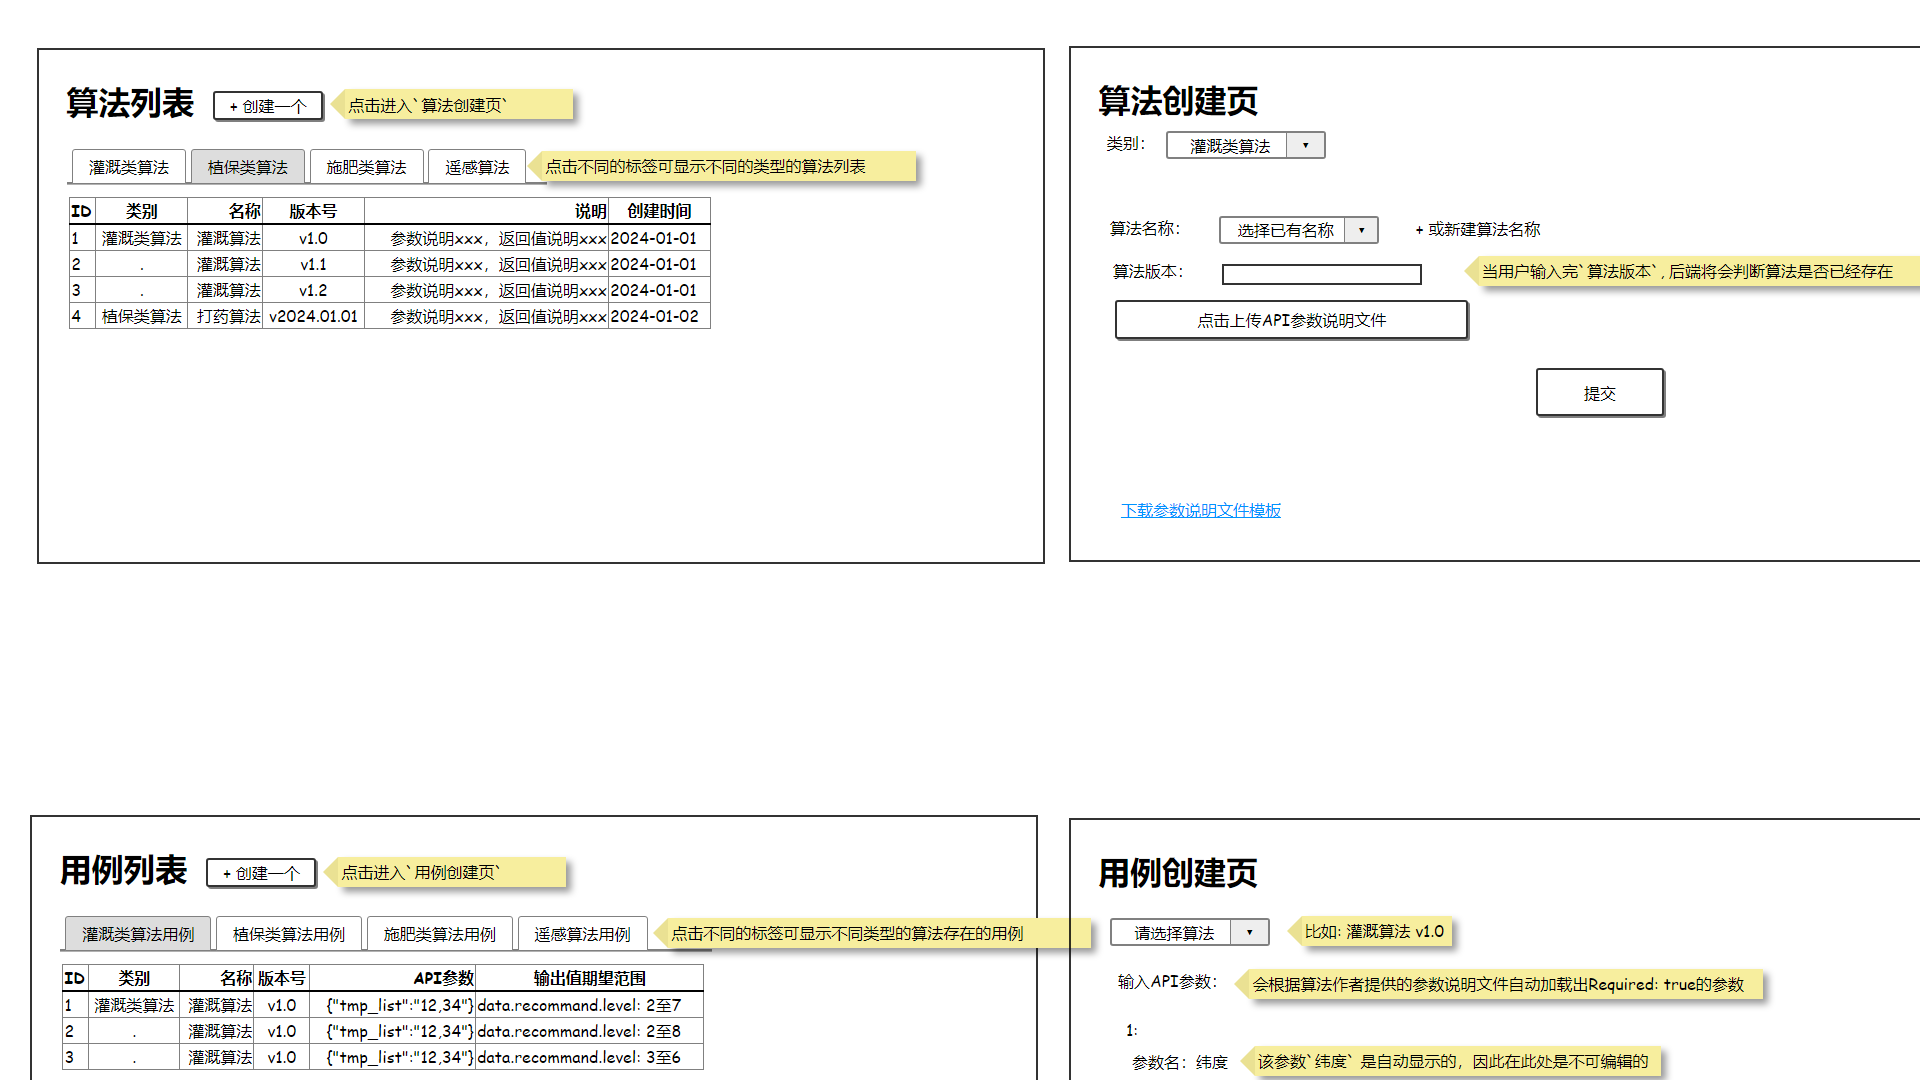 算法列表
+ 创建一个
点击进入`算法创建页`
灌溉类算法 植保类算法 施肥类算法 遥感算法
点击不同的标签可显示不同的类型的算法列表
ID 类别 名称 版本号 说明 创建时间
1 灌溉类算法 灌溉算法 v1.0 参数说明xxx，返回值说明xxx 2024-01-01
2 . 灌溉算法 v1.1 参数说明xxx，返回值说明xxx 2024-01-01
3 . 灌溉算法 v1.2 参数说明xxx，返回值说明xxx 2024-01-01
4 植保类算法 打药算法 v2024.01.01 参数说明xxx，返回值说明xxx 2024-01-02
算法创建页
类别： 灌溉类算法
算法名称： 选择已有名称 + 或新建算法名称
算法版本：
当用户输入完`算法版本`, 后端将会判断算法是否已经存在
点击上传API参数说明文件
提交
下载参数说明文件模板
用例列表
+ 创建一个
点击进入`用例创建页`
灌溉类算法用例 植保类算法用例 施肥类算法用例 遥感算法用例
点击不同的标签可显示不同类型的算法存在的用例
ID 类别 名称 版本号 API参数 输出值期望范围
1 灌溉类算法 灌溉算法 v1.0 {"tmp_list":"12,34"} data.recommand.level: 2至7
2 . 灌溉算法 v1.0 {"tmp_list":"12,34"} data.recommand.level: 2至8
3 . 灌溉算法 v1.0 {"tmp_list":"12,34"} data.recommand.level: 3至6
用例创建页
请选择算法
比如: 灌溉算法 v1.0
输入API参数：
会根据算法作者提供的参数说明文件自动加载出Required: true的参数
1:
参数名：纬度
该参数`纬度` 是自动显示的，因此在此处是不可编辑的